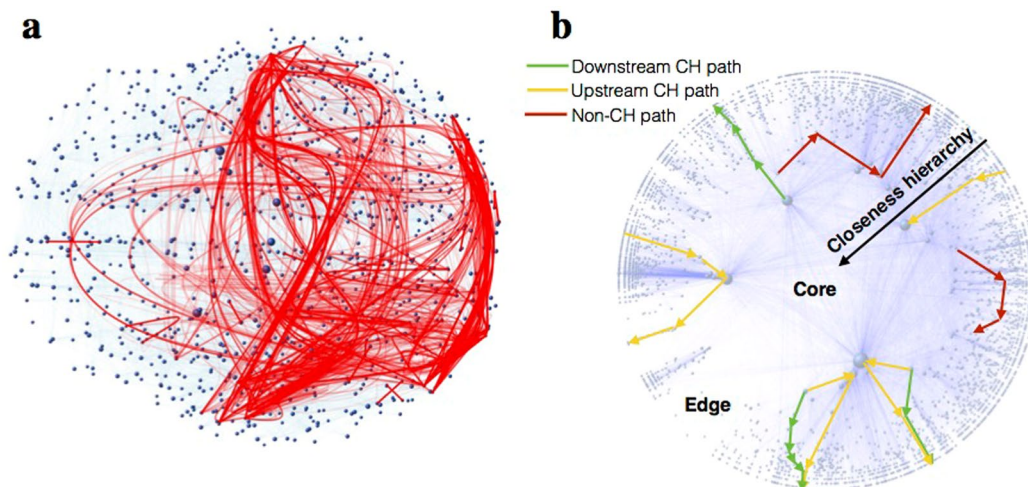 a
b
Downstream CH path
Upstream CH path
Non-CH path
Closeness hierarchy
Core
Edge